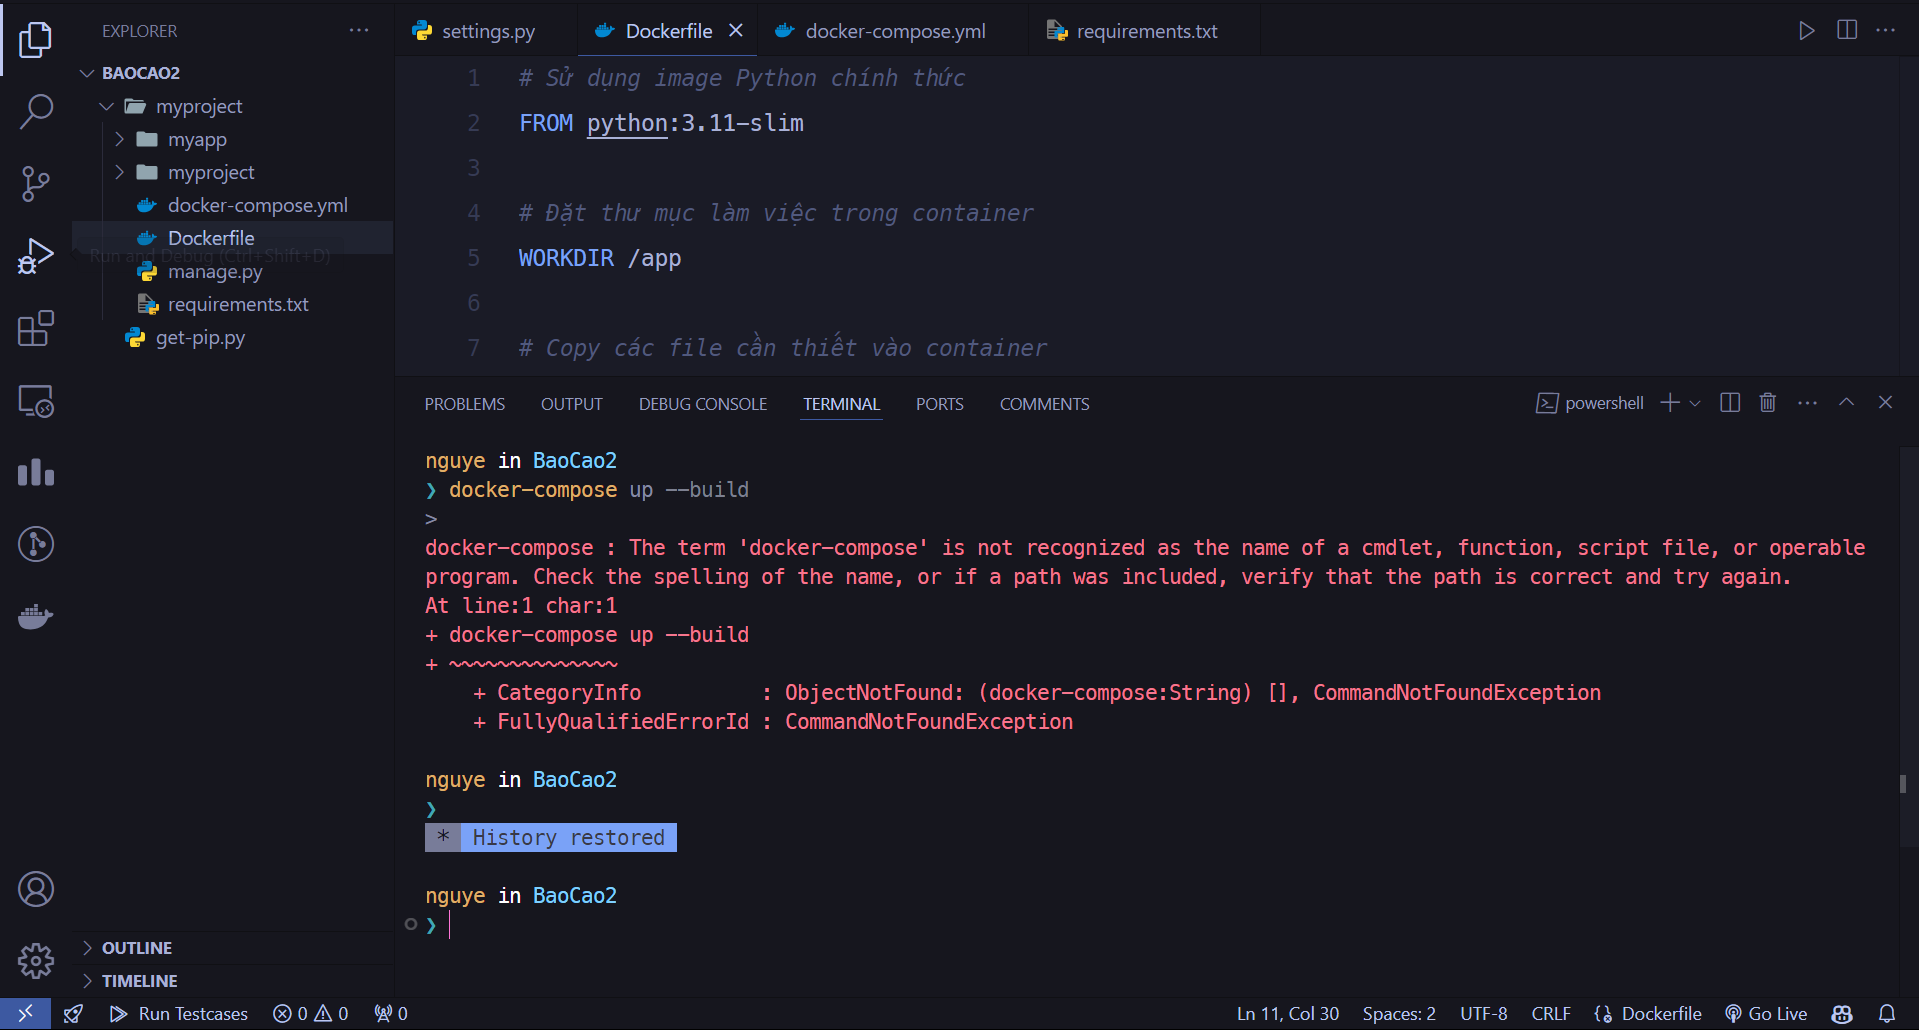 EXPLORER
BAOCAO2
myproject
myapp
myproject
docker-compose.yml
Dockerfile
Run and Debug (Ctrl+Shift+D)
manage.py
requirements.txt
get-pip.py
OUTLINE
TIMELINE
settings.py
Dockerfile
docker-compose.yml
requirements.txt
1 # Sử dụng image Python chính thức
2 FROM python:3.11-slim
3
4 # Đặt thư mục làm việc trong container
5 WORKDIR /app
6
7 # Copy các file cần thiết vào container
PROBLEMS OUTPUT DEBUG CONSOLE TERMINAL PORTS COMMENTS
powershell
nguye in BaoCao2
❯ docker-compose up --build
>
docker-compose : The term 'docker-compose' is not recognized as the name of a cmdlet, function, script file, or operable
program. Check the spelling of the name, or if a path was included, verify that the path is correct and try again.
At line:1 char:1
+ docker-compose up --build
+ ~~~~~~~~~~~~~~
+ CategoryInfo : ObjectNotFound: (docker-compose:String) [], CommandNotFoundException
+ FullyQualifiedErrorId : CommandNotFoundException
nguye in BaoCao2
❯
* History restored
nguye in BaoCao2
❯
Run Testcases 0 0 0 Ln 11, Col 30 Spaces: 2 UTF-8 CRLF Dockerfile Go Live